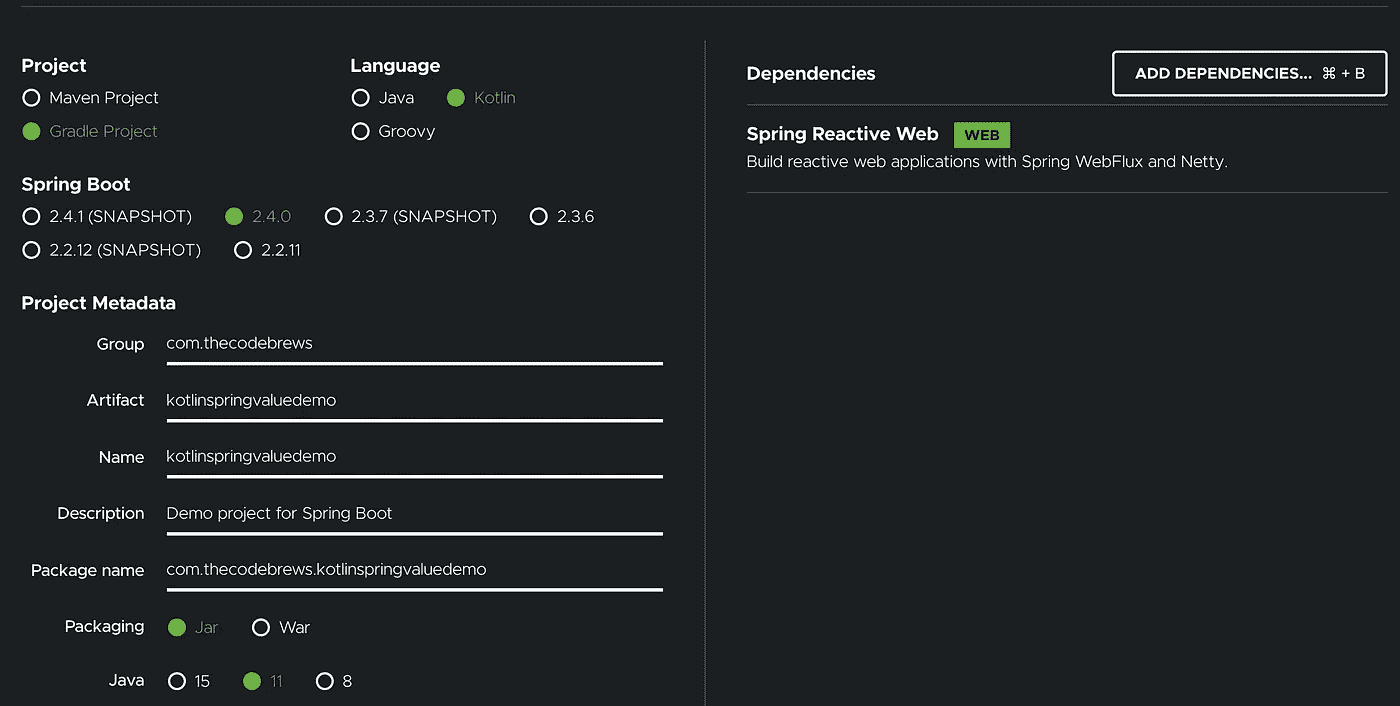 Project
Maven Project
Gradle Project
Language
Java Kotlin
Groovy
Spring Boot
2.4.1 (SNAPSHOT) 2.4.0 2.3.7 (SNAPSHOT) 2.3.6
2.2.12 (SNAPSHOT) 2.2.11
Project Metadata
Group com.thecodebrews
Artifact kotlinspringvaluedemo
Name kotlinspringvaluedemo
Description Demo project for Spring Boot
Package name com.thecodebrews.kotlinspringvaluedemo
Packaging Jar War
Java 15 11 8
Dependencies ADD DEPENDENCIES... ⌘ + B
Spring Reactive Web WEB
Build reactive web applications with Spring WebFlux and Netty.